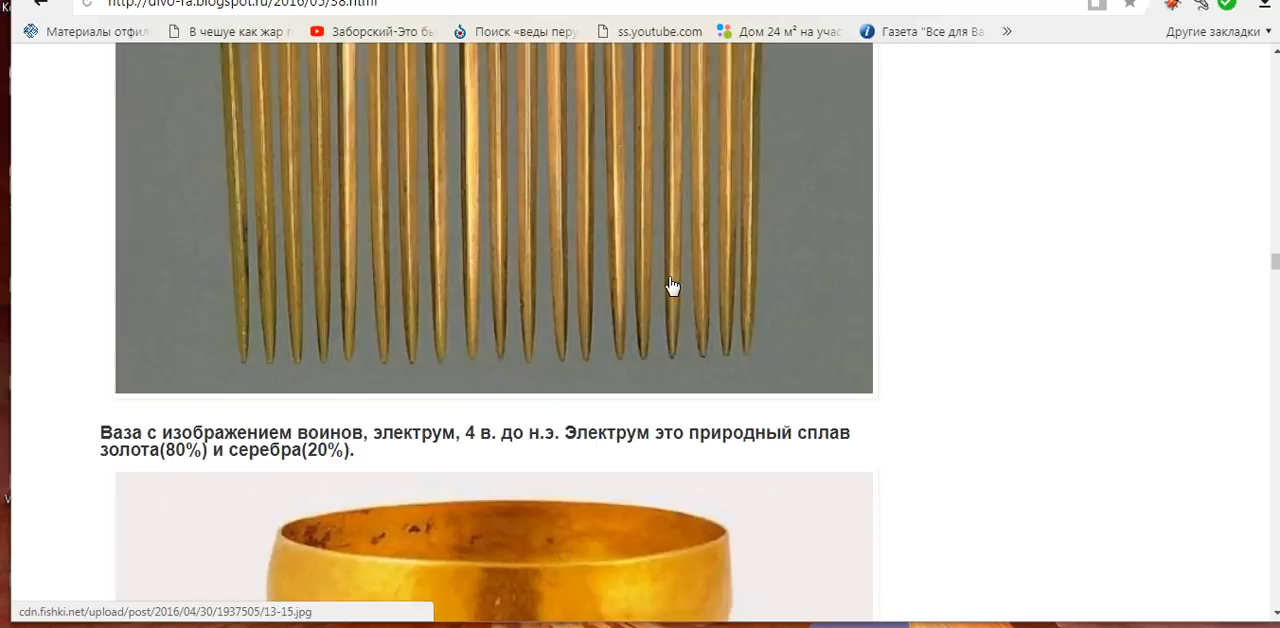 http://divo-ra.blogspot.ru/2016/05/38.html
Материалы отфил В чешуе как жар Заборский-Это бы Поиск «веды перу ss.youtube.com Дом 24 м² на учас Газета "Все для Ва » Другие закладки
Ваза с изображением воинов, электрум, 4 в. до н.э. Электрум это природный сплав
золота(80%) и серебра(20%).
cdn.fishki.net/upload/post/2016/04/30/1937505/13-15.jpg